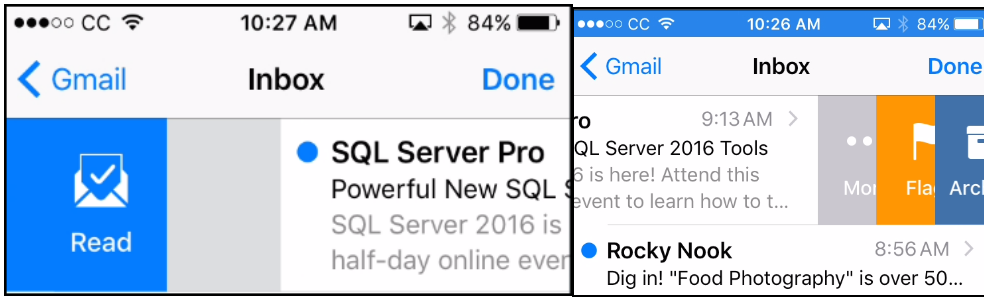 CC 10:27 AM 84%
Gmail Inbox Done
Read
SQL Server Pro
Powerful New SQL S
SQL Server 2016 is
half-day online even
CC 10:26 AM 84%
Gmail Inbox Done
ro 9:13 AM
QL Server 2016 Tools
6 is here! Attend this
event to learn how to t...
Mor Flag Arch
Rocky Nook 8:56 AM
Dig in! "Food Photography" is over 50...